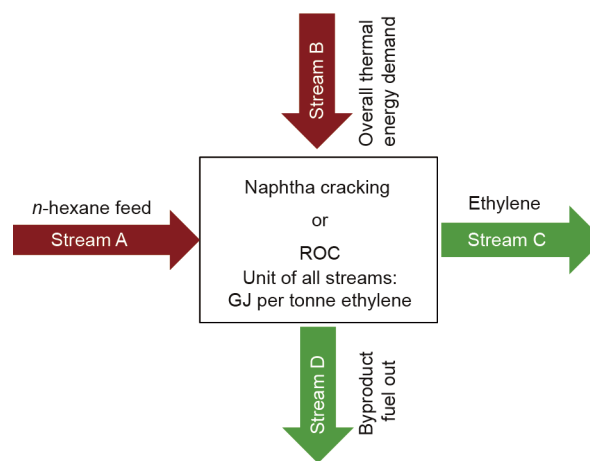 Stream B
Overall thermal
energy demand
n-hexane feed
Stream A
Naphtha cracking
or
ROC
Unit of all streams:
GJ per tonne ethylene
Ethylene
Stream C
Stream D
Byproduct
fuel out